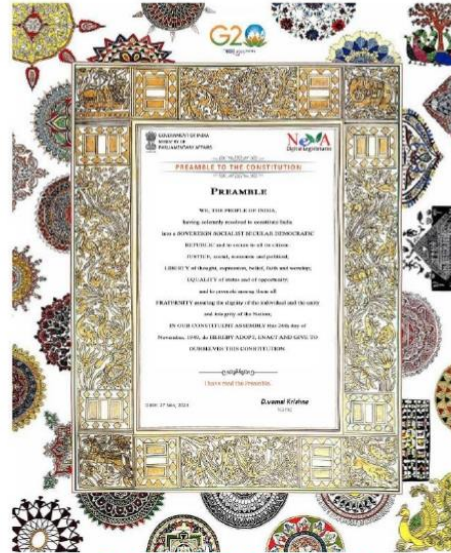 G20
GOVERNMENT OF INDIA
MINISTRY OF
PARLIAMENTARY AFFAIRS
NeVA
Digital Legislatures
PREAMBLE TO THE CONSTITUTION
PREAMBLE
WE, THE PEOPLE OF INDIA,
having solemnly resolved to constitute India
into a SOVEREIGN SOCIALIST SECULAR DEMOCRATIC
REPUBLIC and to secure to all its citizens
JUSTICE, social, economic and political;
LIBERTY of thought, expression, belief, faith and worship;
EQUALITY of status and of opportunity;
and to promote among them all
FRATERNITY assuring the dignity of the individual and the unity
and integrity of the Nation;
IN OUR CONSTITUENT ASSEMBLY this 26th day of
November, 1949, do HEREBY ADOPT, ENACT AND GIVE TO
OURSELVES THIS CONSTITUTION
I have read the Preamble.
Krishna